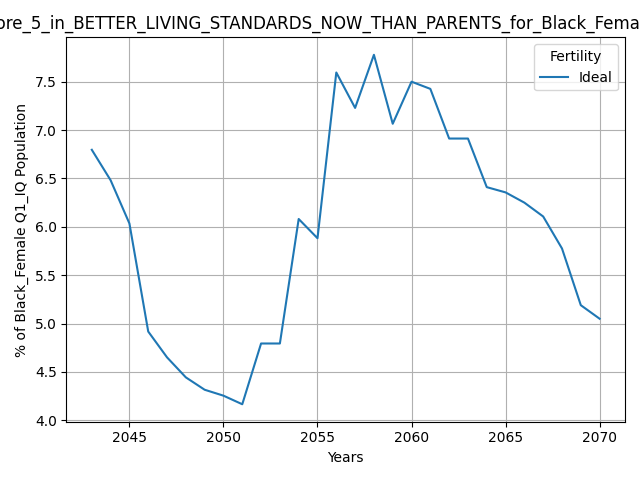 ore_5_in_BETTER_LIVING_STANDARDS_NOW_THAN_PARENTS_for_Black_Fema
Fertility
Ideal
% of Black_Female Q1_IQ Population
7.5
7.0
6.5
6.0
5.5
5.0
4.5
4.0
2045 2050 2055 2060 2065 2070
Years